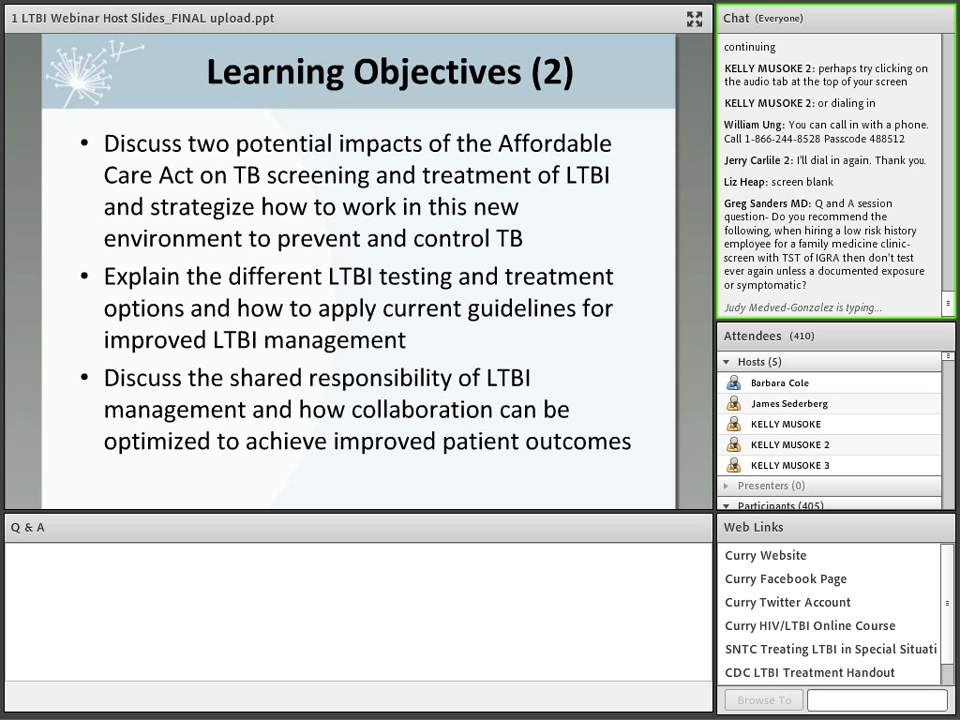 1 LTBI Webinar Host Slides_FINAL upload.ppt
Learning Objectives (2)
• Discuss two potential impacts of the Affordable
Care Act on TB screening and treatment of LTBI
and strategize how to work in this new
environment to prevent and control TB
• Explain the different LTBI testing and treatment
options and how to apply current guidelines for
improved LTBI management
• Discuss the shared responsibility of LTBI
management and how collaboration can be
optimized to achieve improved patient outcomes
Q & A
Chat (Everyone)
continuing
KELLY MUSOKE 2: perhaps try clicking on
the audio tab at the top of your screen
KELLY MUSOKE 2: or dialing in
William Ung: You can call in with a phone.
Call 1-866-244-8528 Passcode 488512
Jerry Carlile 2: I'll dial in again. Thank you.
Liz Heap: screen blank
Greg Sanders MD: Q and A session
question- Do you recommend the
following, when hiring a low risk history
employee for a family medicine clinic-
screen with TST of IGRA then don't test
ever again unless a documented exposure
or symptomatic?
Judy Medved-Gonzalez is typing...
Attendees (410)
Hosts (5)
Barbara Cole
James Sederberg
KELLY MUSOKE
KELLY MUSOKE 2
KELLY MUSOKE 3
Presenters (0)
Participants (405)
Web Links
Curry Website
Curry Facebook Page
Curry Twitter Account
Curry HIV/LTBI Online Course
SNTC Treating LTBI in Special Situati
CDC LTBI Treatment Handout
Browse To